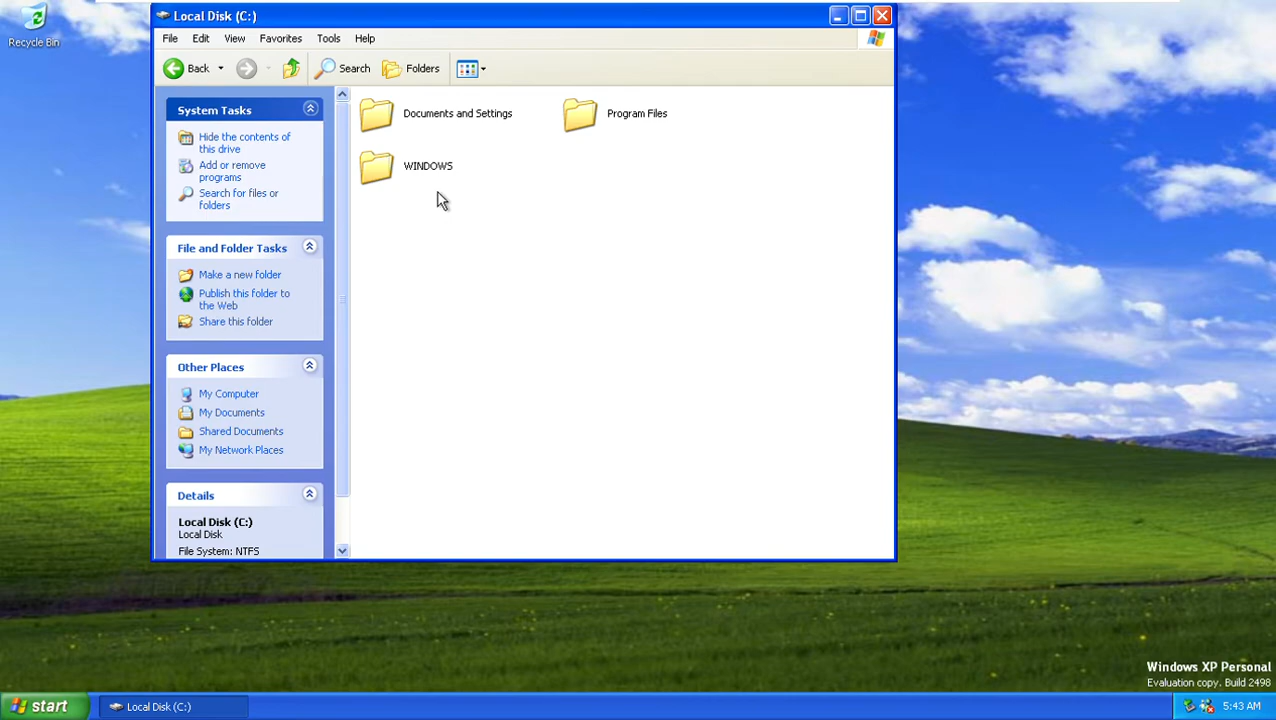 Recycle Bin
Local Disk (C:)
File Edit View Favorites Tools Help
Back Search Folders
System Tasks
Hide the contents of
this drive
Add or remove
programs
Search for files or
folders
File and Folder Tasks
Make a new folder
Publish this folder to
the Web
Share this folder
Other Places
My Computer
My Documents
Shared Documents
My Network Places
Details
Local Disk (C:)
Local Disk
File System: NTFS
Documents and Settings
Program Files
WINDOWS
Windows XP Personal
Evaluation copy. Build 2498
start
Local Disk (C:)
5:43 AM